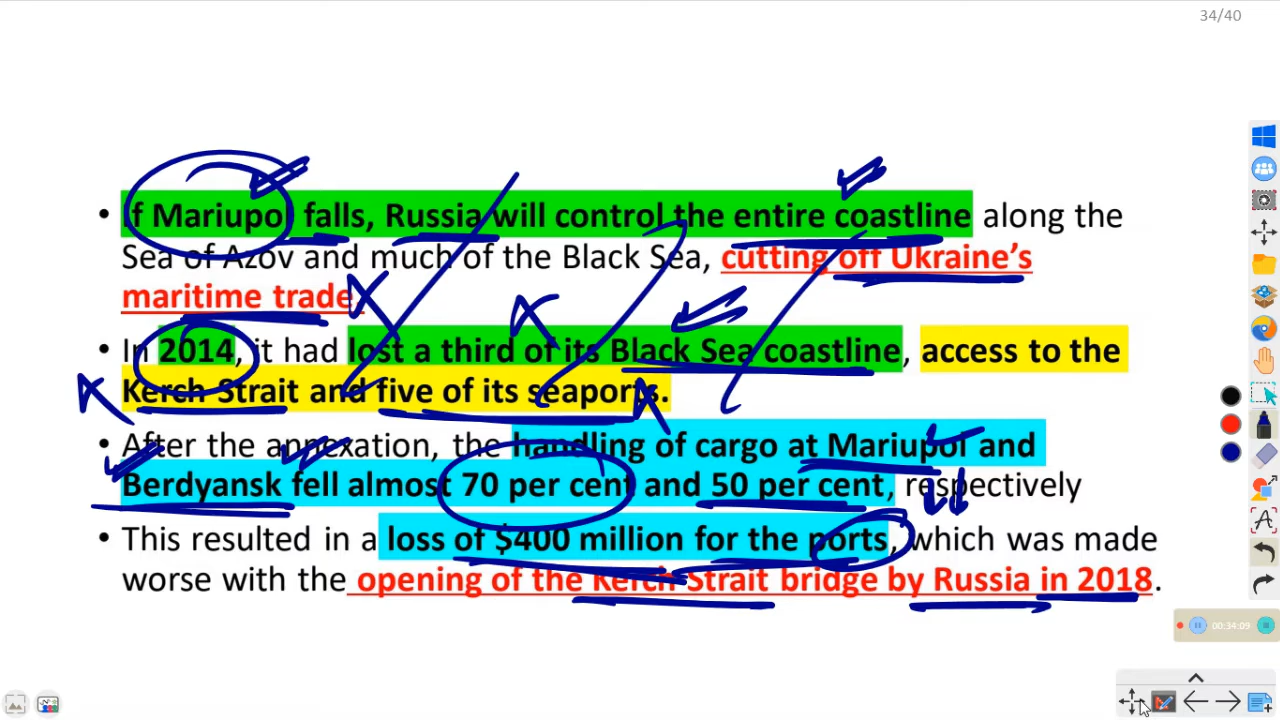 34/40
• If Mariupol falls, Russia will control the entire coastline along the
Sea of Azov and much of the Black Sea, cutting off Ukraine’s
maritime trade.
• In 2014, it had lost a third of its Black Sea coastline, access to the
Kerch Strait and five of its seaports.
• After the annexation, the handling of cargo at Mariupol and
Berdyansk fell almost 70 per cent and 50 per cent, respectively
• This resulted in a loss of $400 million for the ports, which was made
worse with the opening of the Kerch Strait bridge by Russia in 2018.
00:34:09